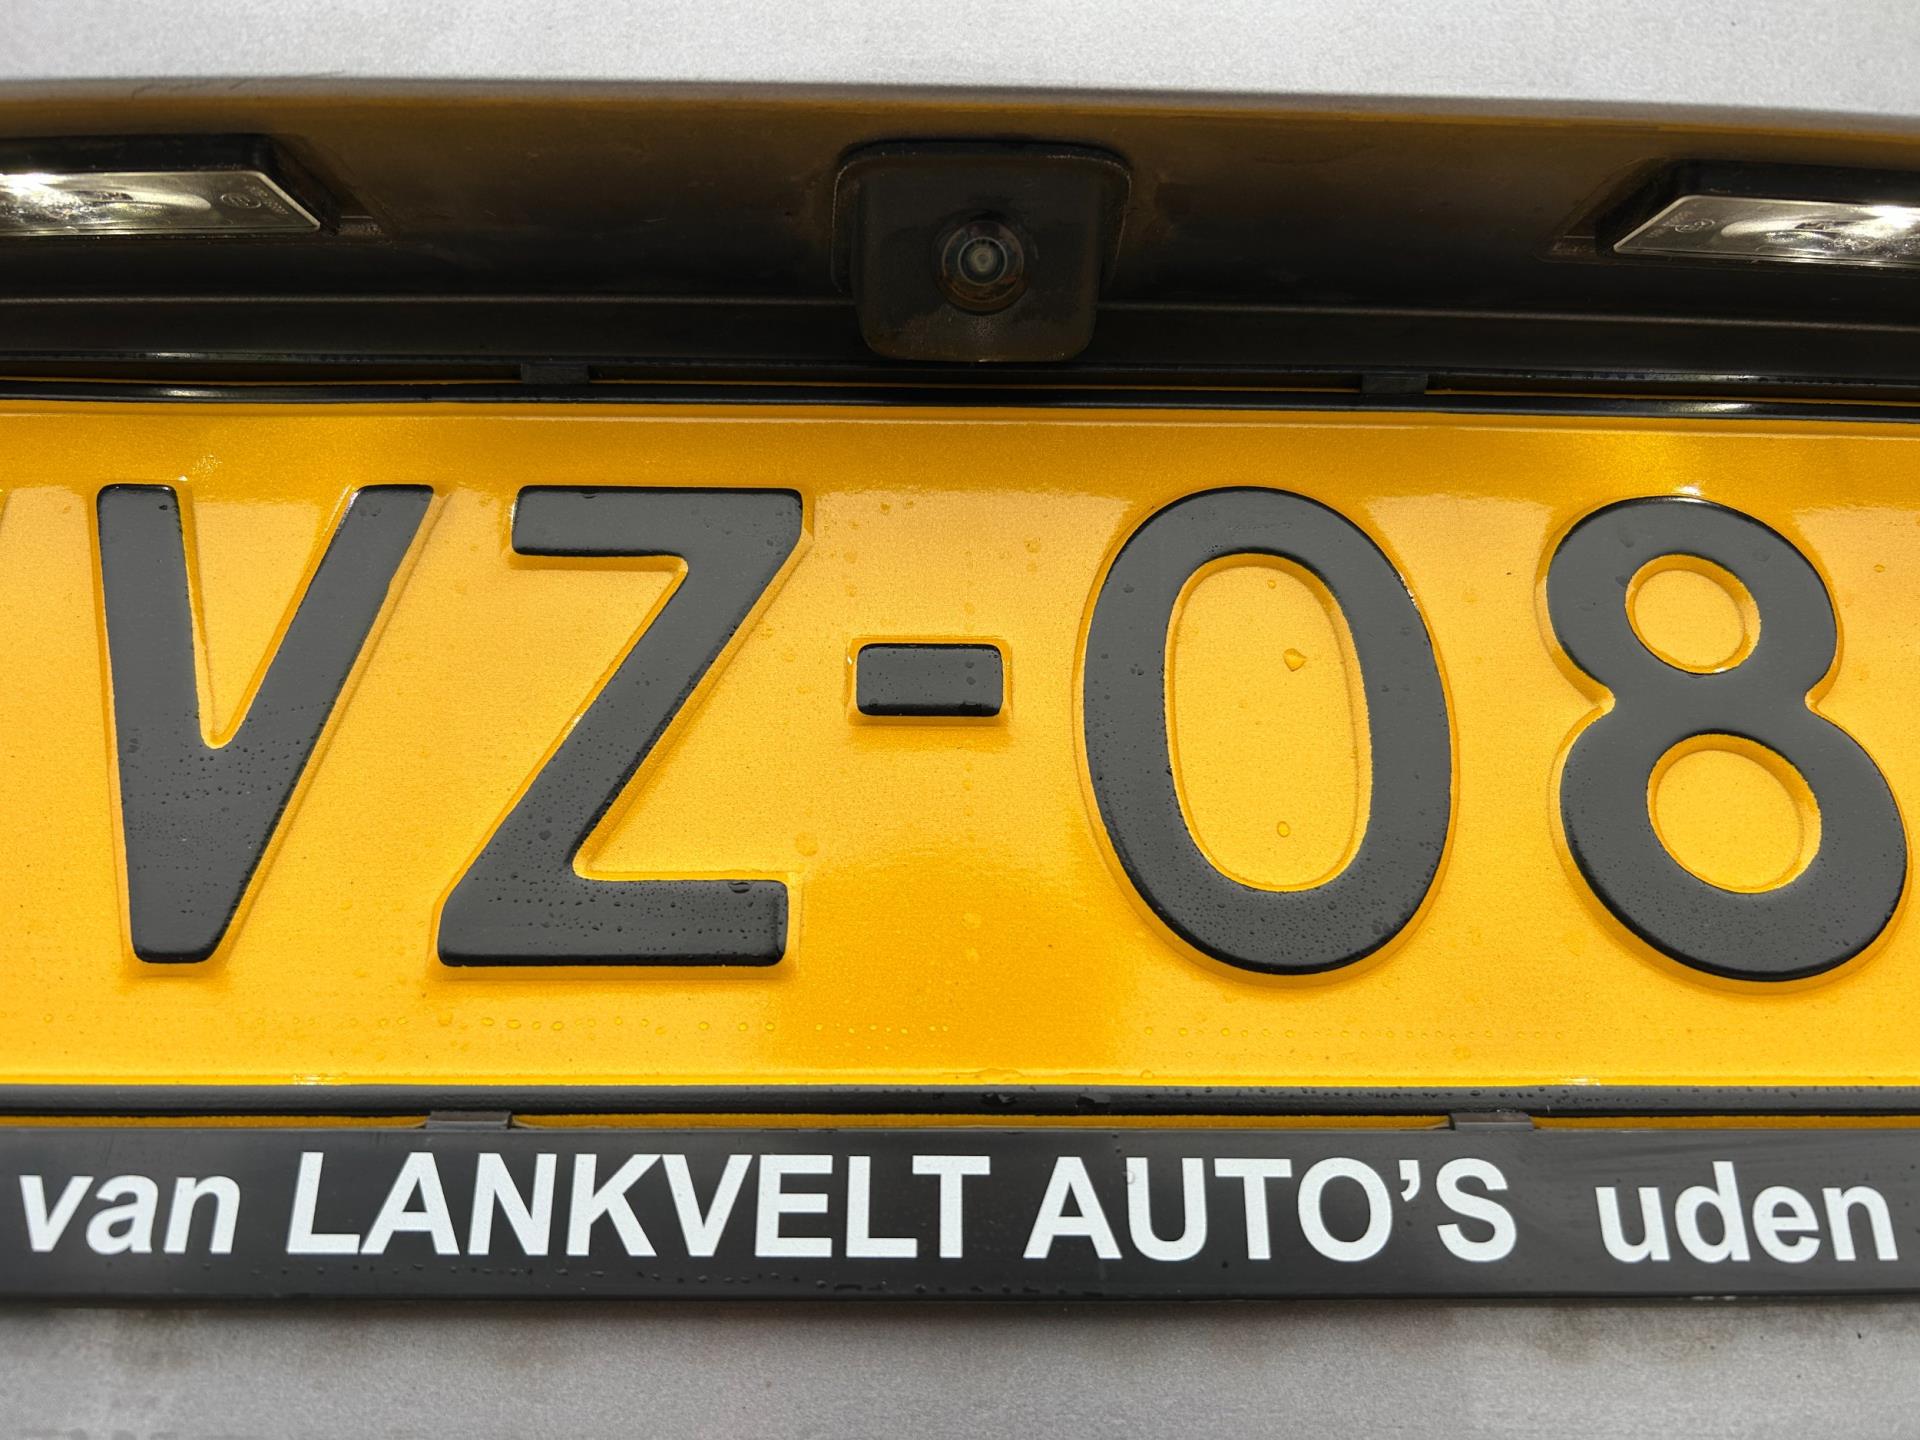 VZ-08
van LANKVELT AUTO'S uden